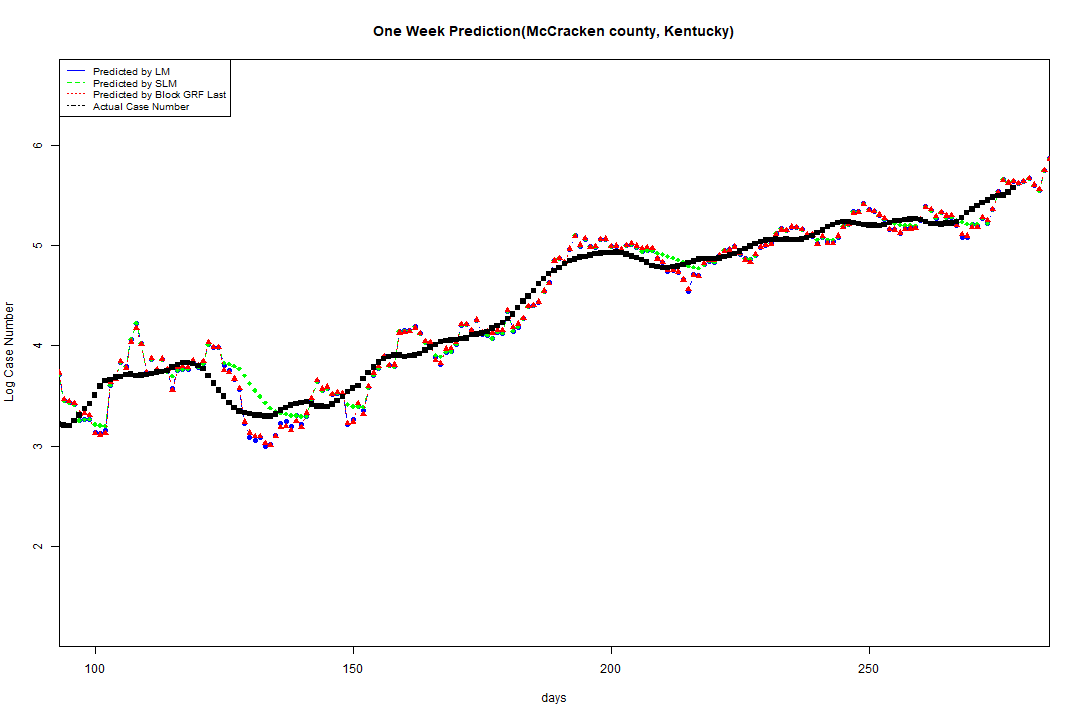 One Week Prediction(McCracken county, Kentucky)
Predicted by LM
Predicted by SLM
Predicted by Block GRF Last
Actual Case Number
Log Case Number
6
5
4
3
2
100 150 200 250
days